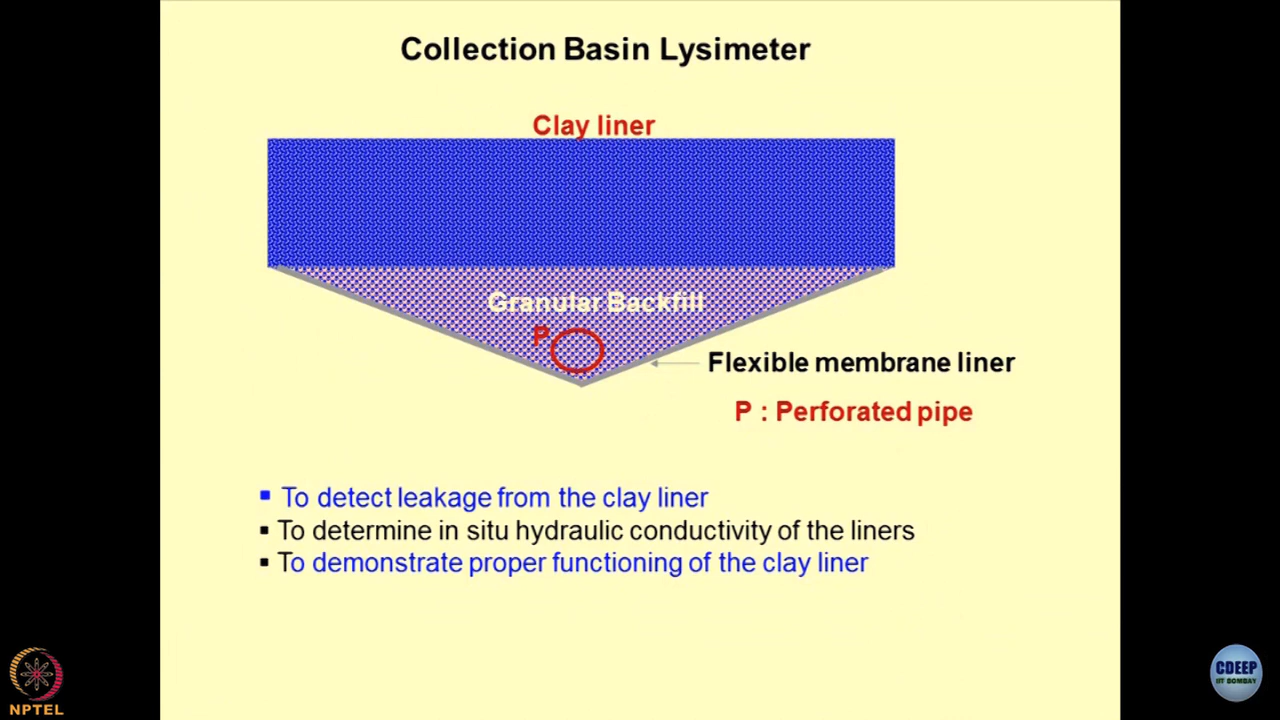 Collection Basin Lysimeter
Clay liner
Granular Backfill
P
Flexible membrane liner
P : Perforated pipe
To detect leakage from the clay liner
To determine in situ hydraulic conductivity of the liners
To demonstrate proper functioning of the clay liner
NPTEL
CDEEP
IIT BOMBAY